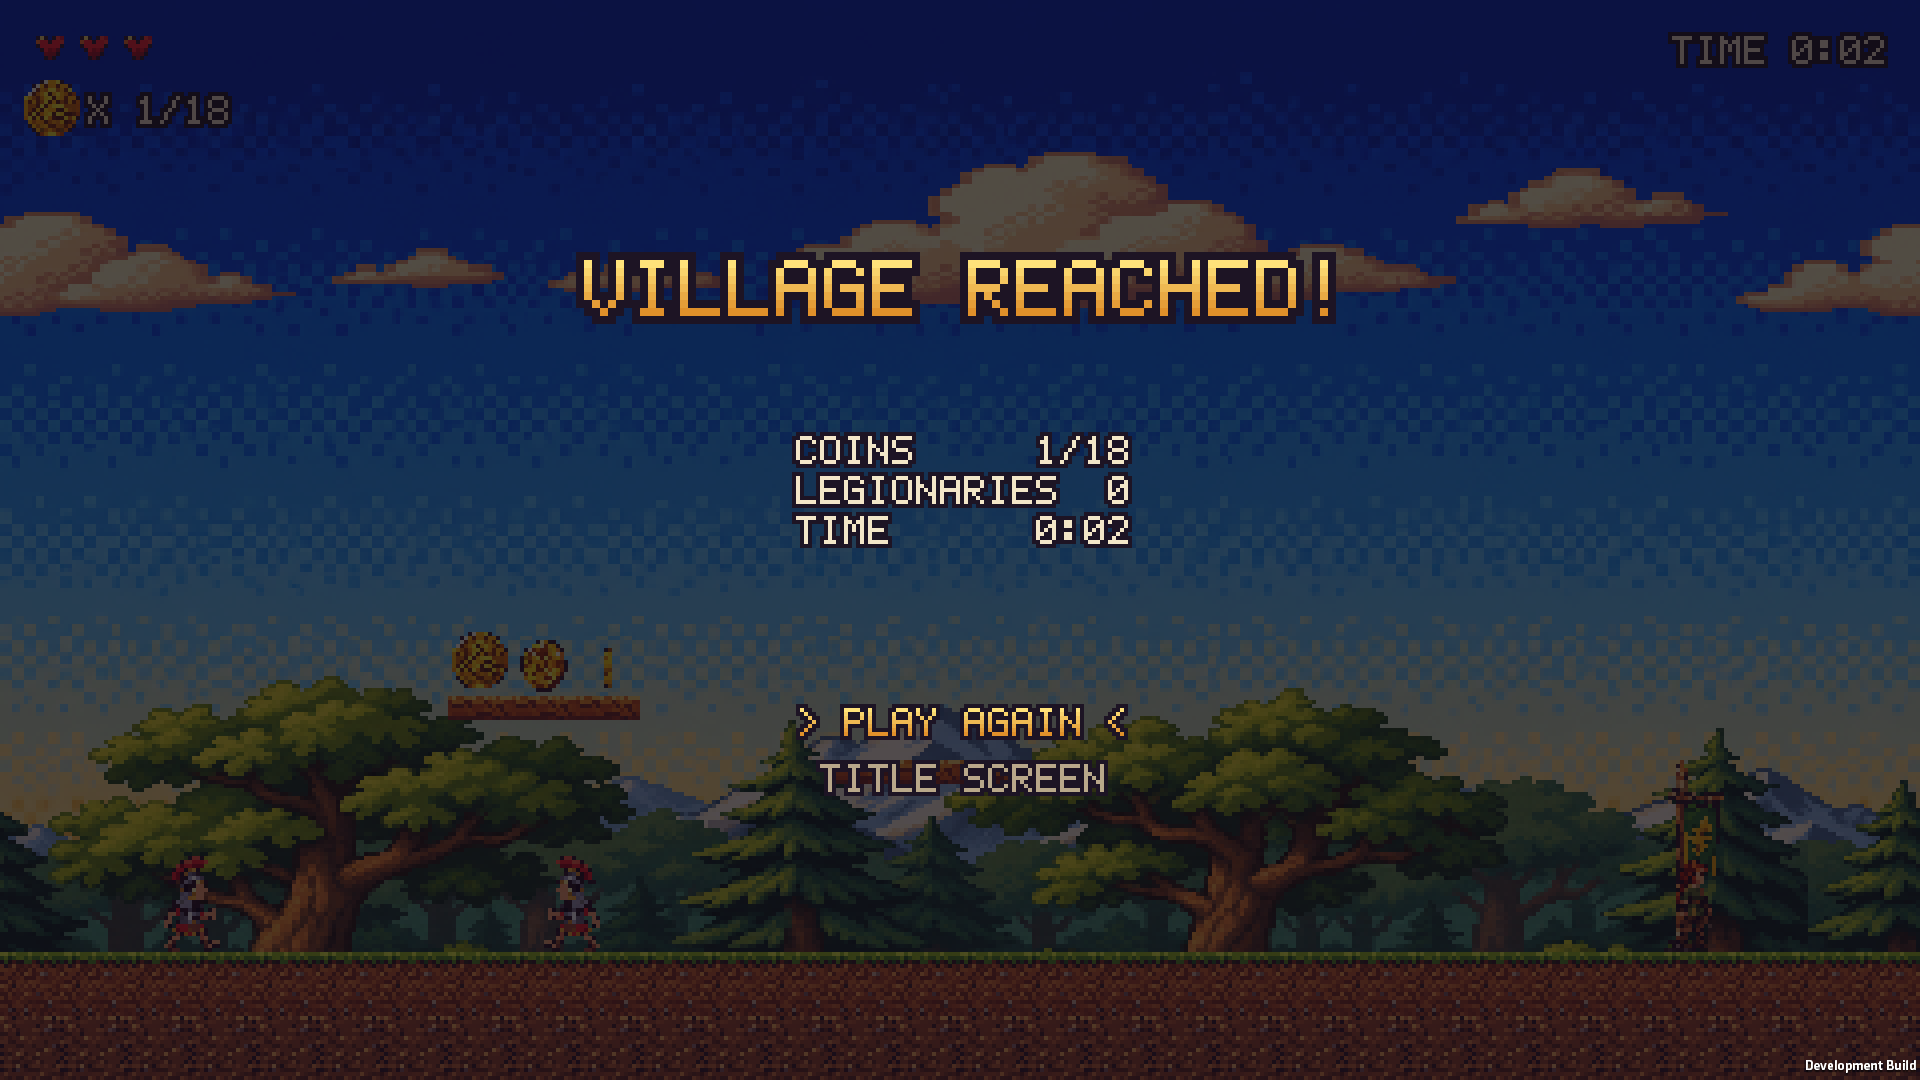 TIME 0:02
X 1/18
VILLAGE REACHED!
COINS 1/18
LEGIONARIES 0
TIME 0:02
> PLAY AGAIN <
TITLE SCREEN
Development Build